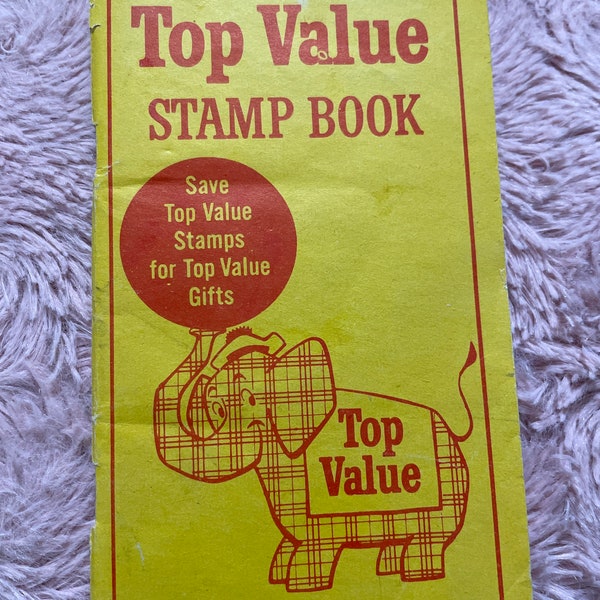 Top Value
STAMP BOOK
Save
Top Value
Stamps
for Top Value
Gifts
Top
Value